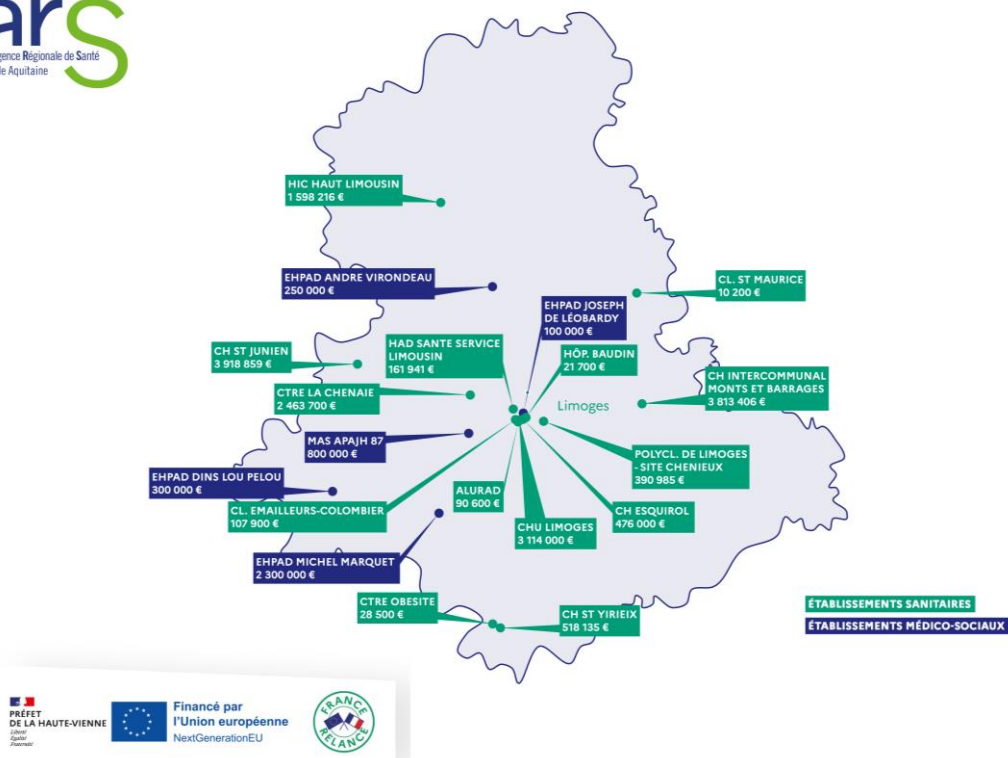 ars
gence Régionale de Santé
le Aquitaine
HIC HAUT LIMOUSIN
1 598 216 €
EHPAD ANDRE VIRONDEAU
250 000 €
CL. ST MAURICE
10 200 €
EHPAD JOSEPH
DE LÉOBARDY
100 000 €
HAD SANTE SERVICE
LIMOUSIN
161 941 €
HÔP. BAUDIN
21 700 €
CH ST JUNIEN
3 918 859 €
CH INTERCOMMUNAL
MONTS ET BARRAGES
3 813 406 €
CTRE LA CHENAIE
2 463 700 €
Limoges
MAS APAJH 87
800 000 €
POLYCL. DE LIMOGES
- SITE CHENIEUX
390 985 €
EHPAD DINS LOU PELOU
300 000 €
ALURAD
90 600 €
CL. EMAILLEURS-COLOMBIER
107 900 €
CH ESQUIROL
476 000 €
CHU LIMOGES
3 114 000 €
EHPAD MICHEL MARQUET
2 300 000 €
CTRE OBESITE
28 500 €
CH ST YIRIEIX
518 135 €
ÉTABLISSEMENTS SANITAIRES
ÉTABLISSEMENTS MÉDICO-SOCIAUX
PRÉFET
DE LA HAUTE-VIENNE
Liberté
Égalité
Fraternité
Financé par
l'Union européenne
NextGenerationEU
FRANCE
RELANCE